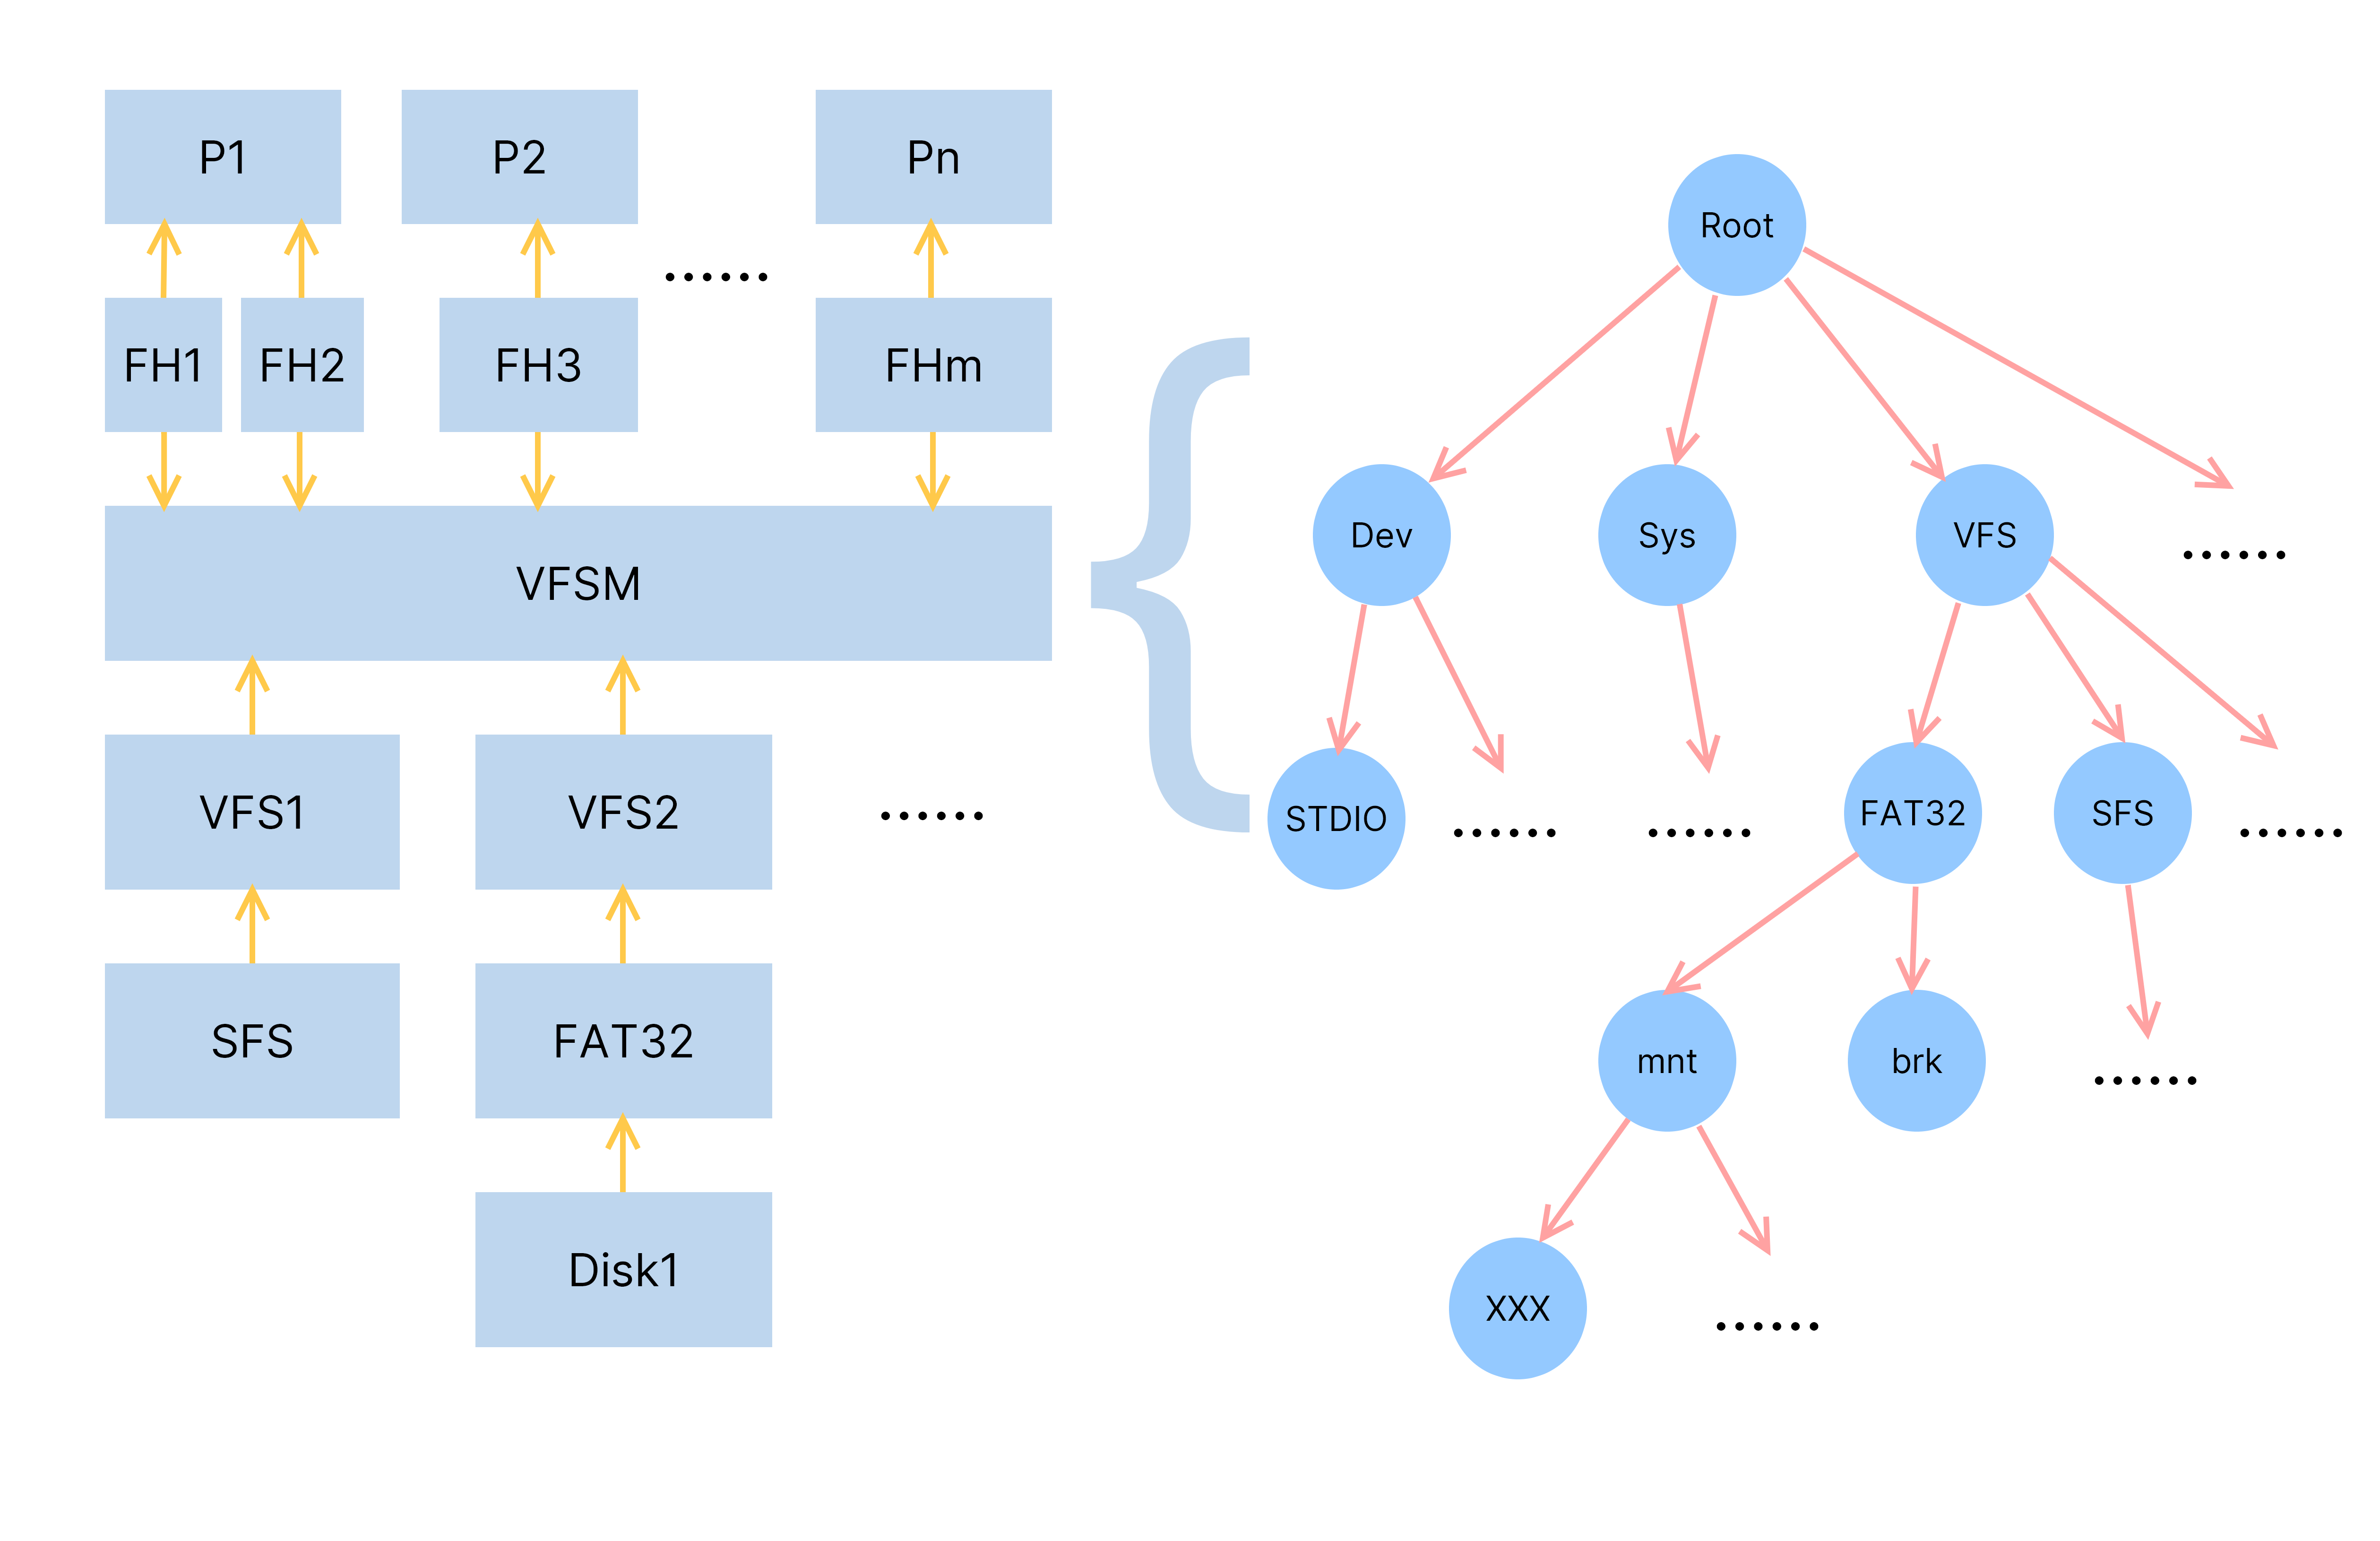 P1
P2
Pn
......
FH1
FH2
FH3
FHm
VFSM
VFS1
VFS2
......
SFS
FAT32
Disk1
{
Root
Dev
Sys
VFS
......
STDIO
......
......
FAT32
SFS
......
mnt
brk
......
XXX
......